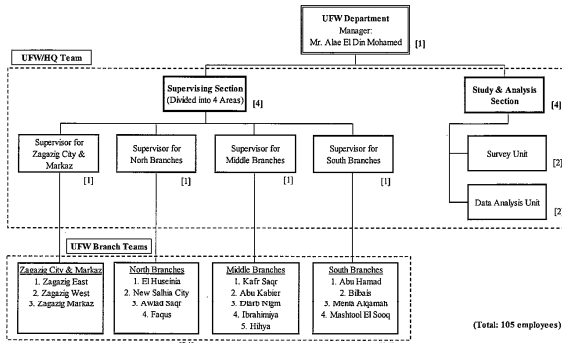 UFW Department
Manager:
Mr. Alae El Din Mohamed
[1]
UFW/HQ Team
Supervising Section
(Divided into 4 Areas)
[4]
Study & Analysis
Section
[4]
Supervisor for
Zagazig City &
Markaz
[1]
Supervisor for
Norh Branches
[1]
Supervisor for
Middle Branches
[1]
Supervisor for
South Branches
[1]
Survey Unit
[2]
Data Analysis Unit
[2]
UFW Branch Teams
Zagazig City & Markaz
1. Zagazig East
2. Zagazig West
3. Zagazig Markaz
North Branches
1. El Huseinia
2. New Salhia City
3. Awlad Saqr
4. Faqus
Middle Branches
1. Kafr Saqr
2. Abu Kabier
3. Diarb Nigm
4. Ibrahimiya
5. Hihya
South Branches
1. Abu Hamad
2. Bilbais
3. Menia Alqamah
4. Mashtool El Sooq
(Total: 105 employees)